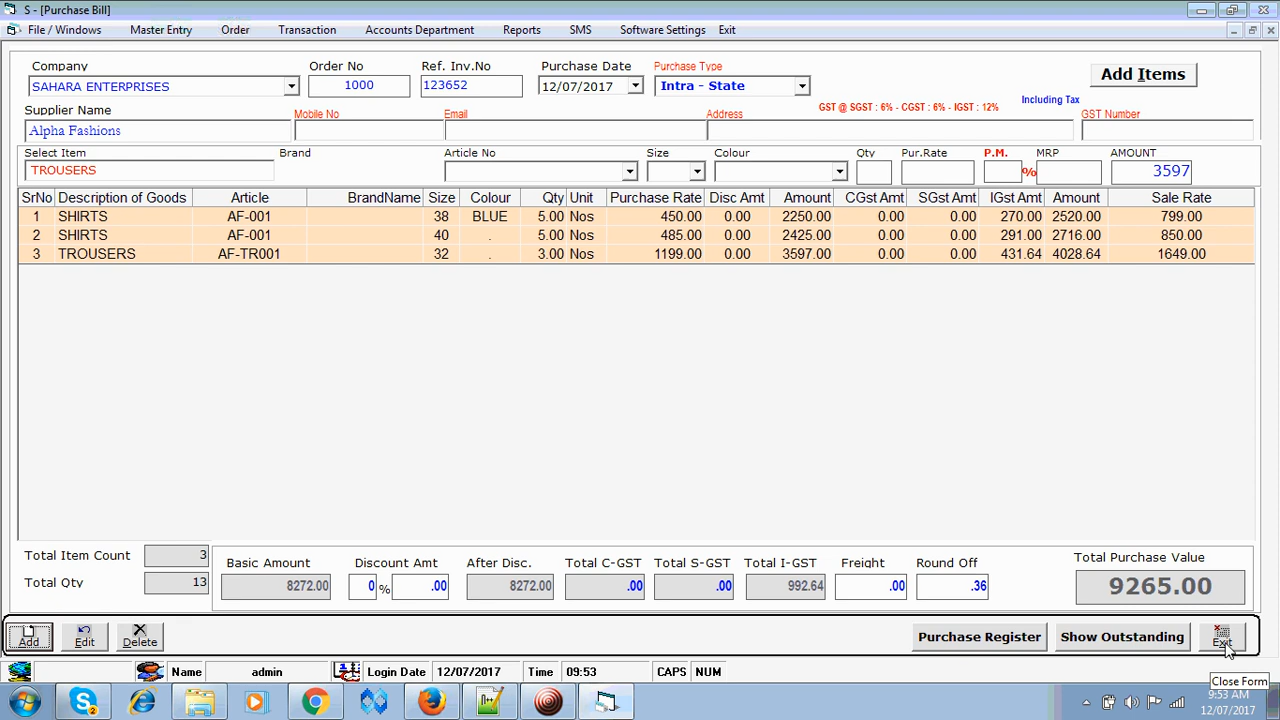 S - [Purchase Bill]
File / Windows Master Entry Order Transaction Accounts Department Reports SMS Software Settings Exit
Company Order No Ref. Inv.No Purchase Date Purchase Type
SAHARA ENTERPRISES 1000 123652 12/07/2017 Intra - State Add Items
Supplier Name Mobile No Email Address GST @ SGST : 6% - CGST : 6% - IGST : 12% Including Tax GST Number
Alpha Fashions
Select Item Brand Article No Size Colour Qty Pur.Rate P.M. MRP AMOUNT
TROUSERS % 3597
SrNo Description of Goods Article BrandName Size Colour Qty Unit Purchase Rate Disc Amt Amount CGst Amt SGst Amt IGst Amt Amount Sale Rate
1 SHIRTS AF-001 38 BLUE 5.00 Nos 450.00 0.00 2250.00 0.00 0.00 270.00 2520.00 799.00
2 SHIRTS AF-001 40 . 5.00 Nos 485.00 0.00 2425.00 0.00 0.00 291.00 2716.00 850.00
3 TROUSERS AF-TR001 32 . 3.00 Nos 1199.00 0.00 3597.00 0.00 0.00 431.64 4028.64 1649.00
Total Item Count 3
Total Qty 13
Basic Amount Discount Amt After Disc. Total C-GST Total S-GST Total I-GST Freight Round Off Total Purchase Value
8272.00 0 % .00 8272.00 .00 .00 992.64 .00 .36 9265.00
Add Edit Delete Purchase Register Show Outstanding Exit
Name admin Login Date 12/07/2017 Time 09:53 CAPS NUM
Close Form
9:53 AM
12/07/2017